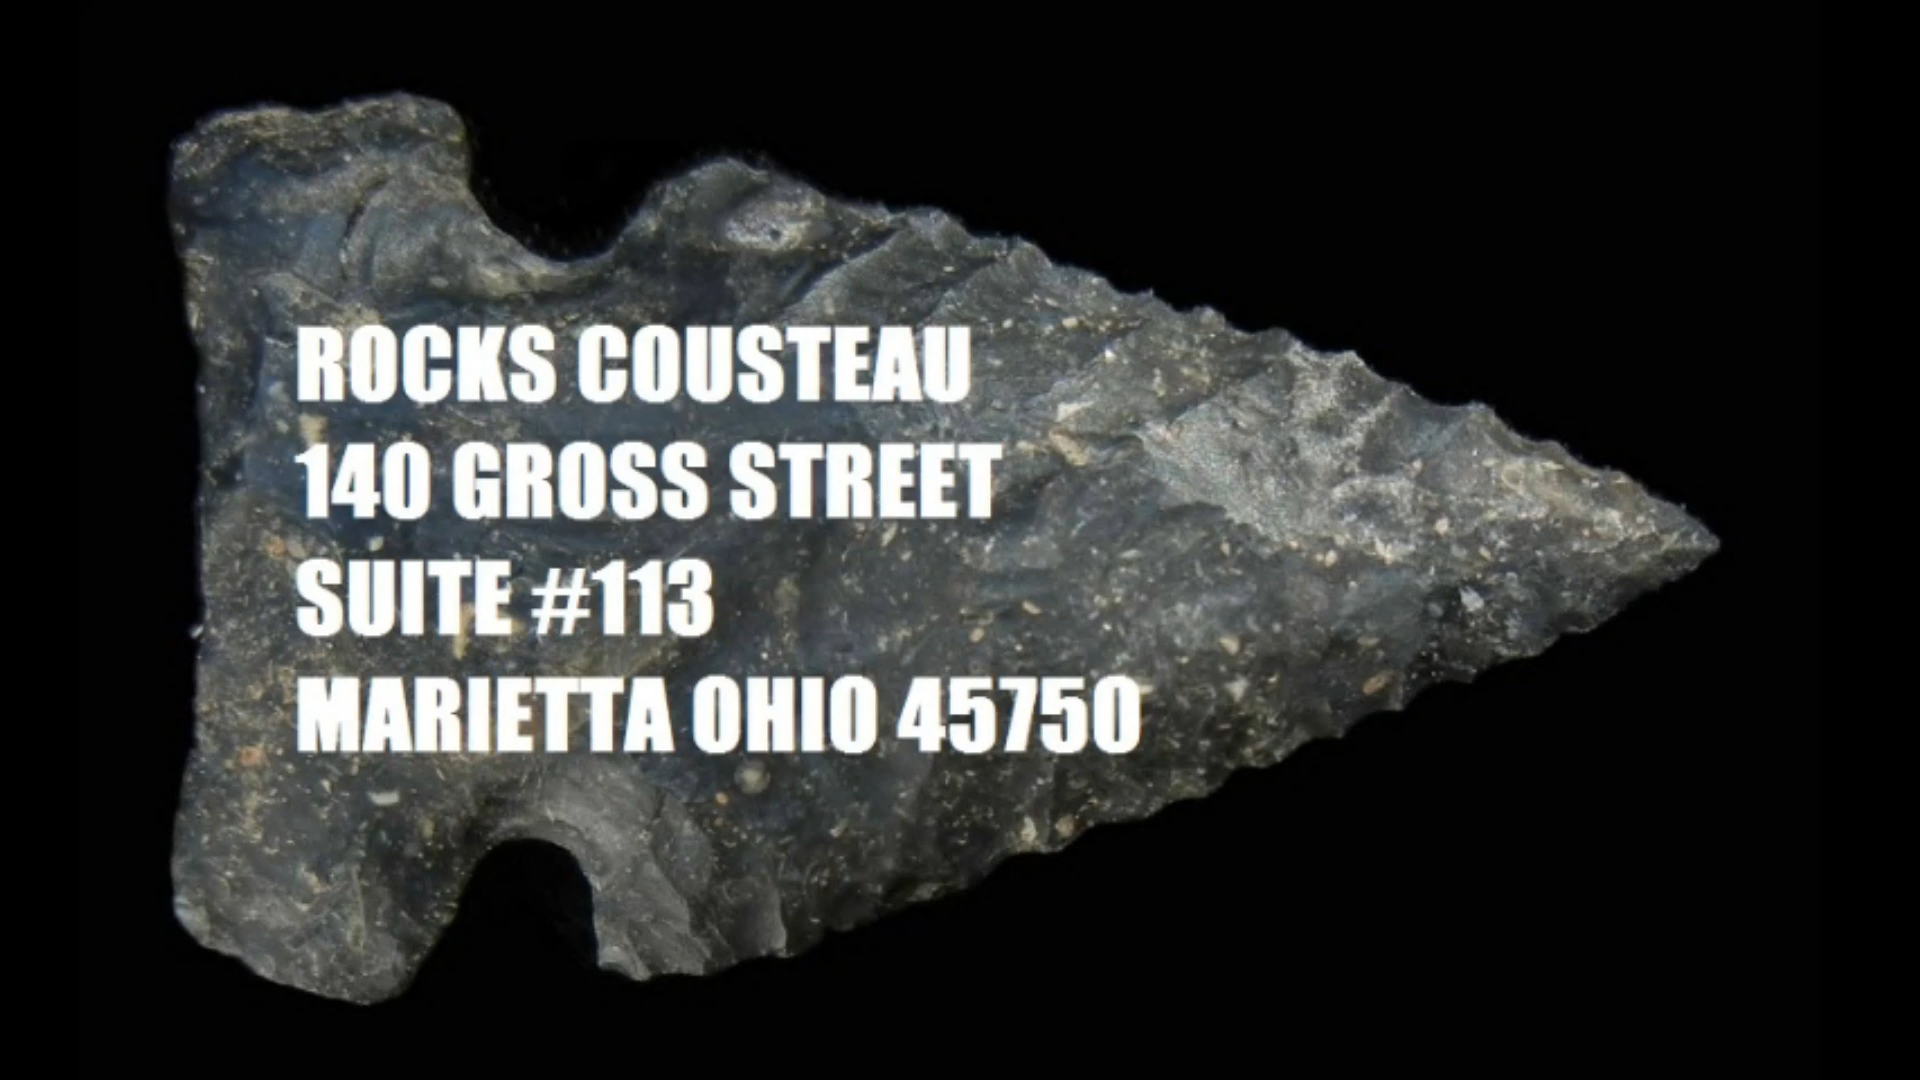 ROCKS COUSTEAU
140 GROSS STREET
SUITE #113
MARIETTA OHIO 45750